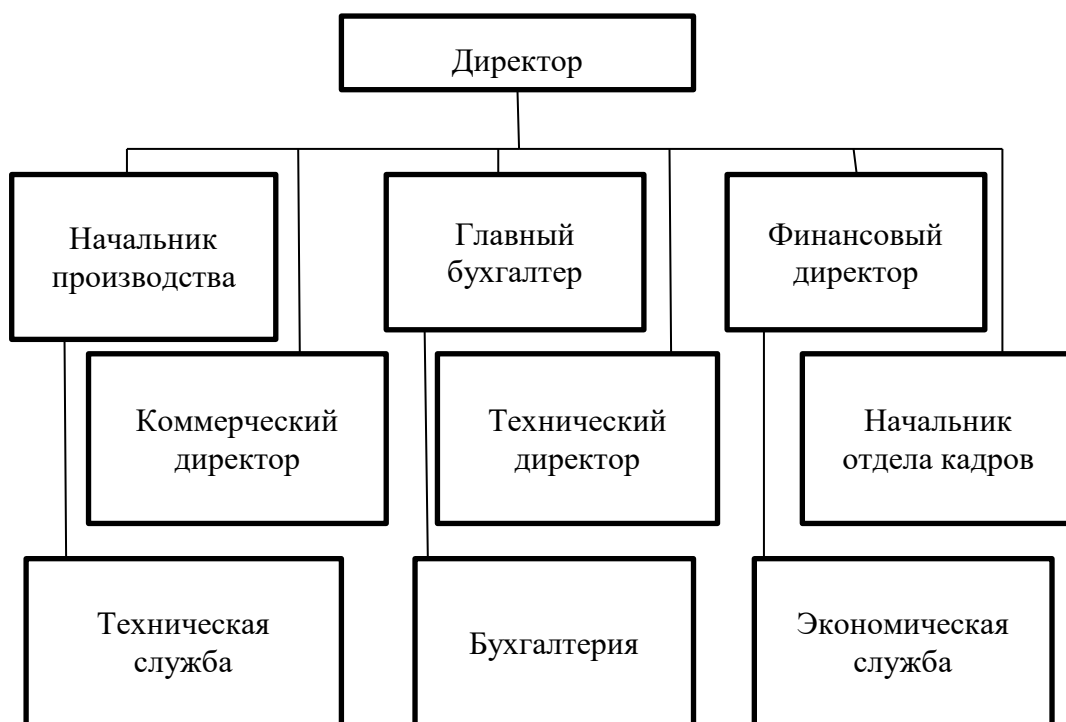 Директор
Начальник
производства
Главный
бухгалтер
Финансовый
директор
Коммерческий
директор
Технический
директор
Начальник
отдела кадров
Техническая
служба
Бухгалтерия
Экономическая
служба